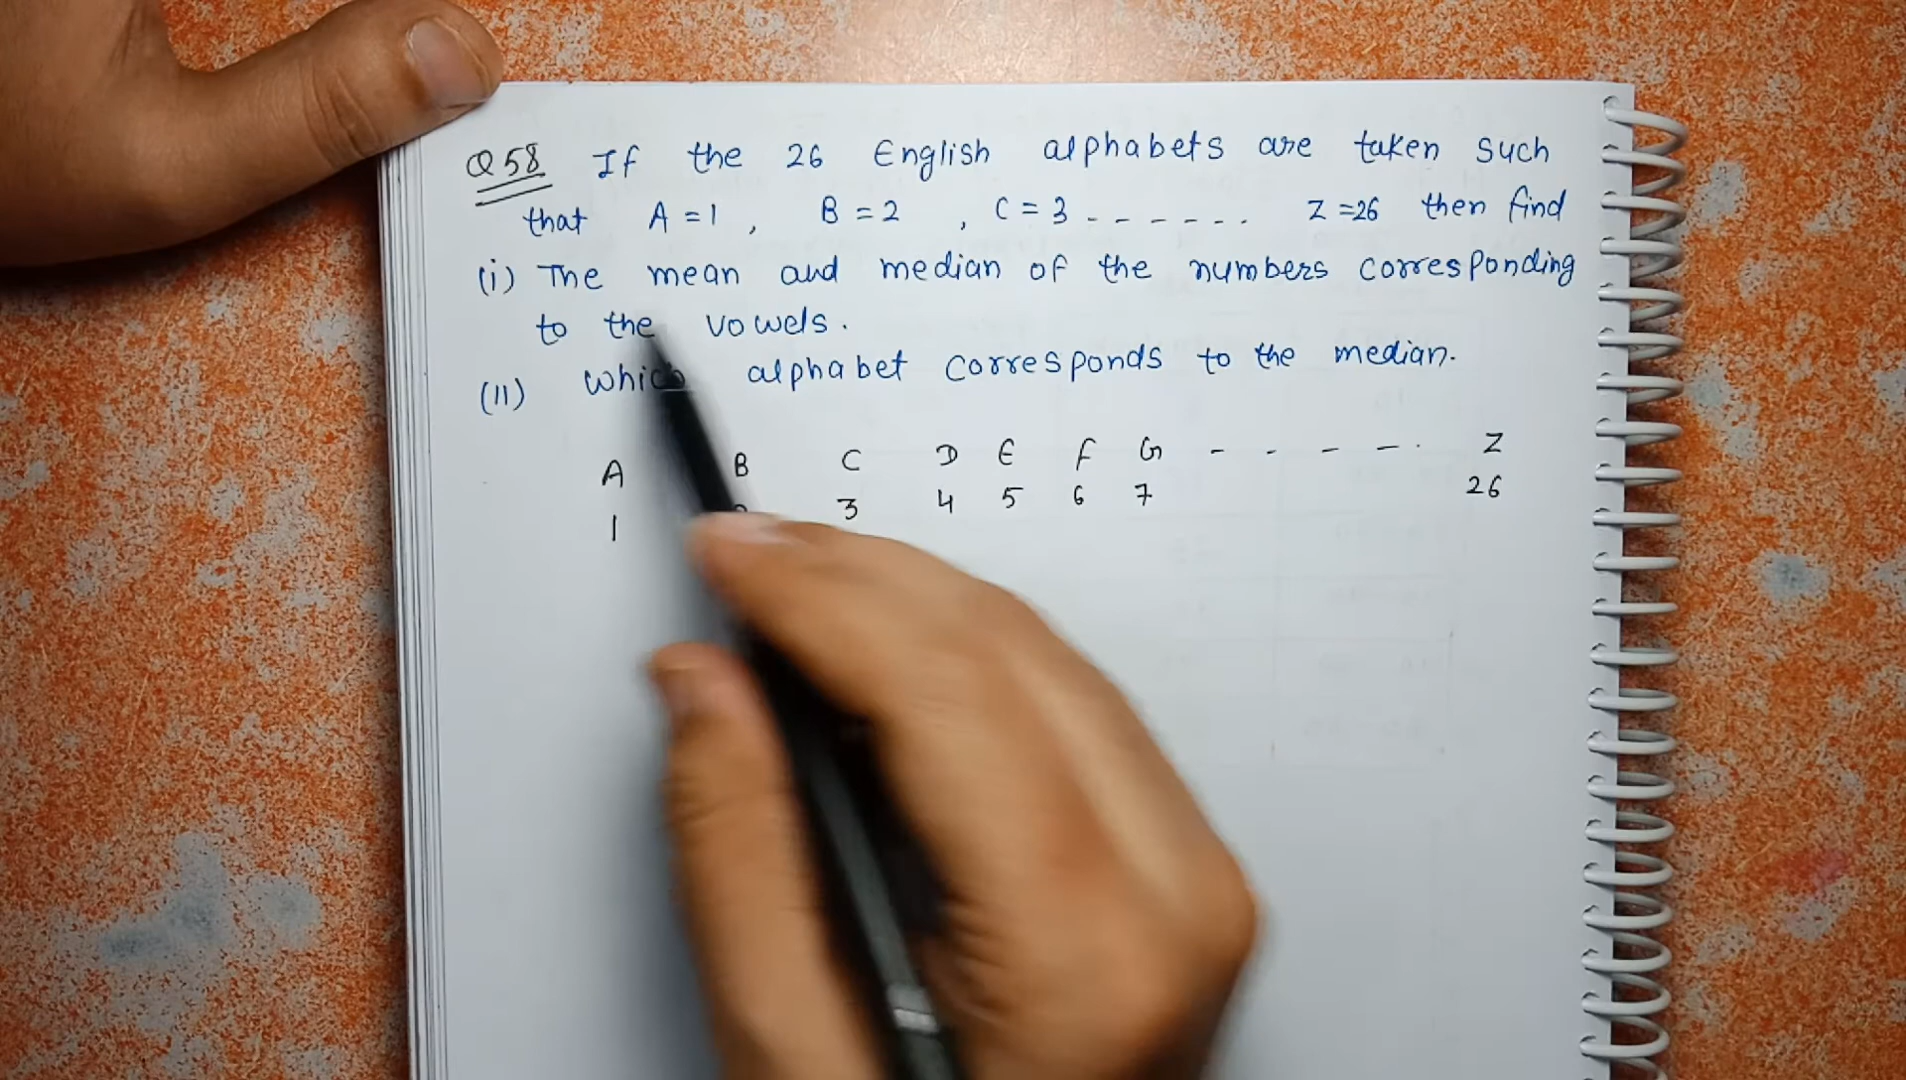 Q58 If the 26 English alphabets are taken such
that A = 1 , B = 2 , C = 3 - - - - - - . Z = 26 then find
(i) The mean and median of the numbers corresponding
to the vowels.
(II) which alphabet corresponds to the median.
A B C D E F G - - - - . Z
1 3 4 5 6 7 26